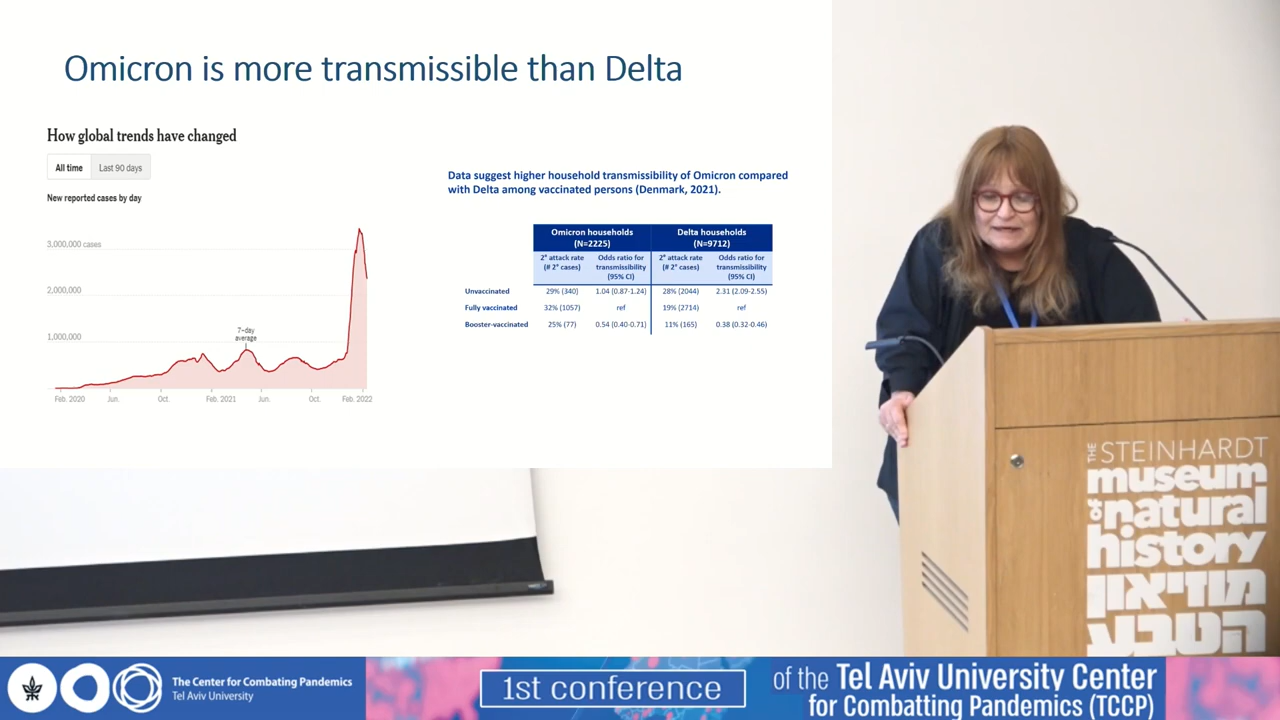 Omicron is more transmissible than Delta
How global trends have changed
All time Last 90 days
New reported cases by day
3,000,000 cases
2,000,000
1,000,000
7–day
average
Feb. 2020 Jun. Oct. Feb. 2021 Jun. Oct. Feb. 2022
Data suggest higher household transmissibility of Omicron compared
with Delta among vaccinated persons (Denmark, 2021).
Omicron households
(N=2225)
Delta households
(N=9712)
2° attack rate
(# 2° cases)
Odds ratio for
transmissibility
(95% CI)
2° attack rate
(# 2° cases)
Odds ratio for
transmissibility
(95% CI)
Unvaccinated 29% (340) 1.04 (0.87-1.24) 28% (2044) 2.31 (2.09-2.55)
Fully vaccinated 32% (1057) ref 19% (2714) ref
Booster-vaccinated 25% (77) 0.54 (0.40-0.71) 11% (165) 0.38 (0.32-0.46)
THE STEINHARDT
museum
of natural
history
מוזיאון
הטבע
The Center for Combating Pandemics
Tel Aviv University
1st conference
of the Tel Aviv University Center
for Combatting Pandemics (TCCP)